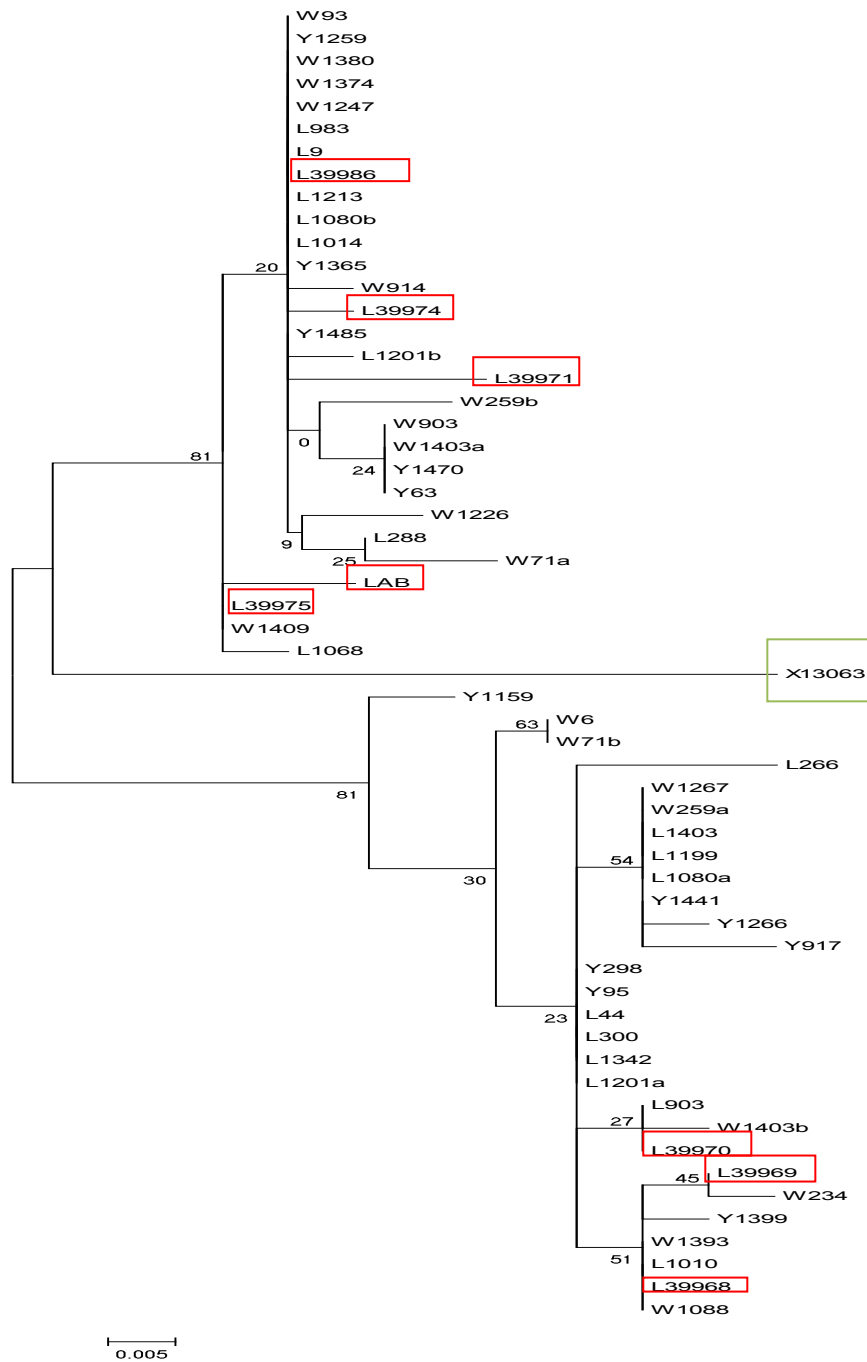 W93
Y1259
W1380
W1374
W1247
L983
L9
L39986
L1213
L1080b
L1014
Y1365
20
W914
L39974
Y1485
L1201b
L39971
W259b
0
W903
W1403a
24
Y1470
Y63
81
W1226
9
L288
25
W71a
LAB
L39975
W1409
L1068
X13063
Y1159
63
W6
W71b
81
L266
W1267
W259a
L1403
54
L1199
L1080a
30
Y1441
Y1266
Y917
Y298
Y95
23
L44
L300
L1342
L1201a
L903
27
W1403b
L39970
L39969
45
W234
Y1399
W1393
51
L1010
L39968
W1088
0.005